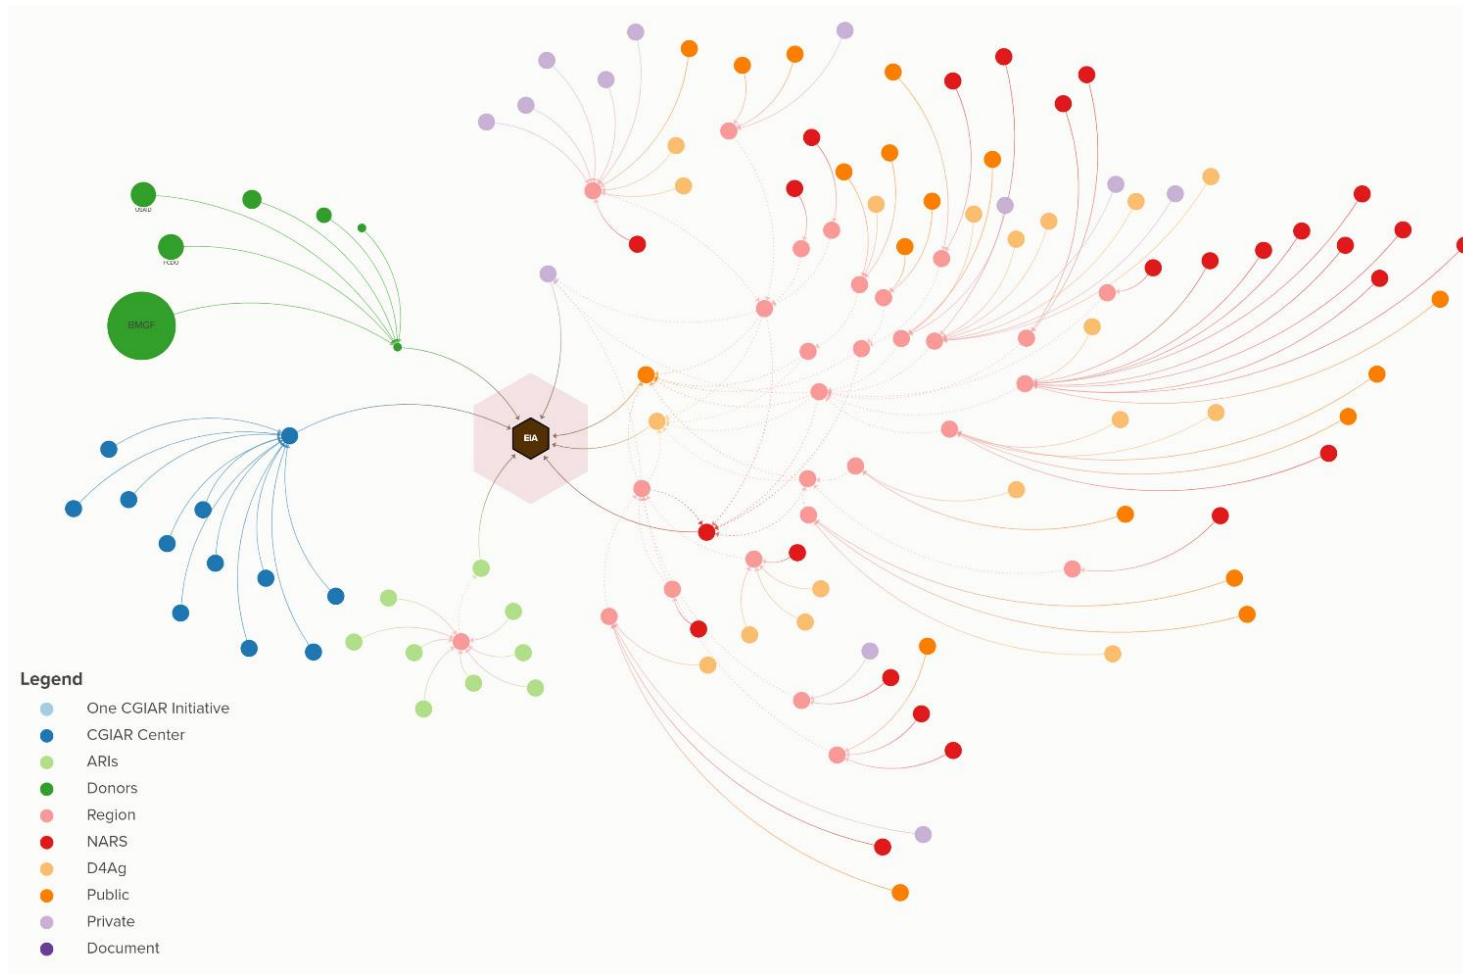 USAID
FCDO
BMGF
EIA
Legend
One CGIAR Initiative
CGIAR Center
ARIs
Donors
Region
NARS
D4Ag
Public
Private
Document